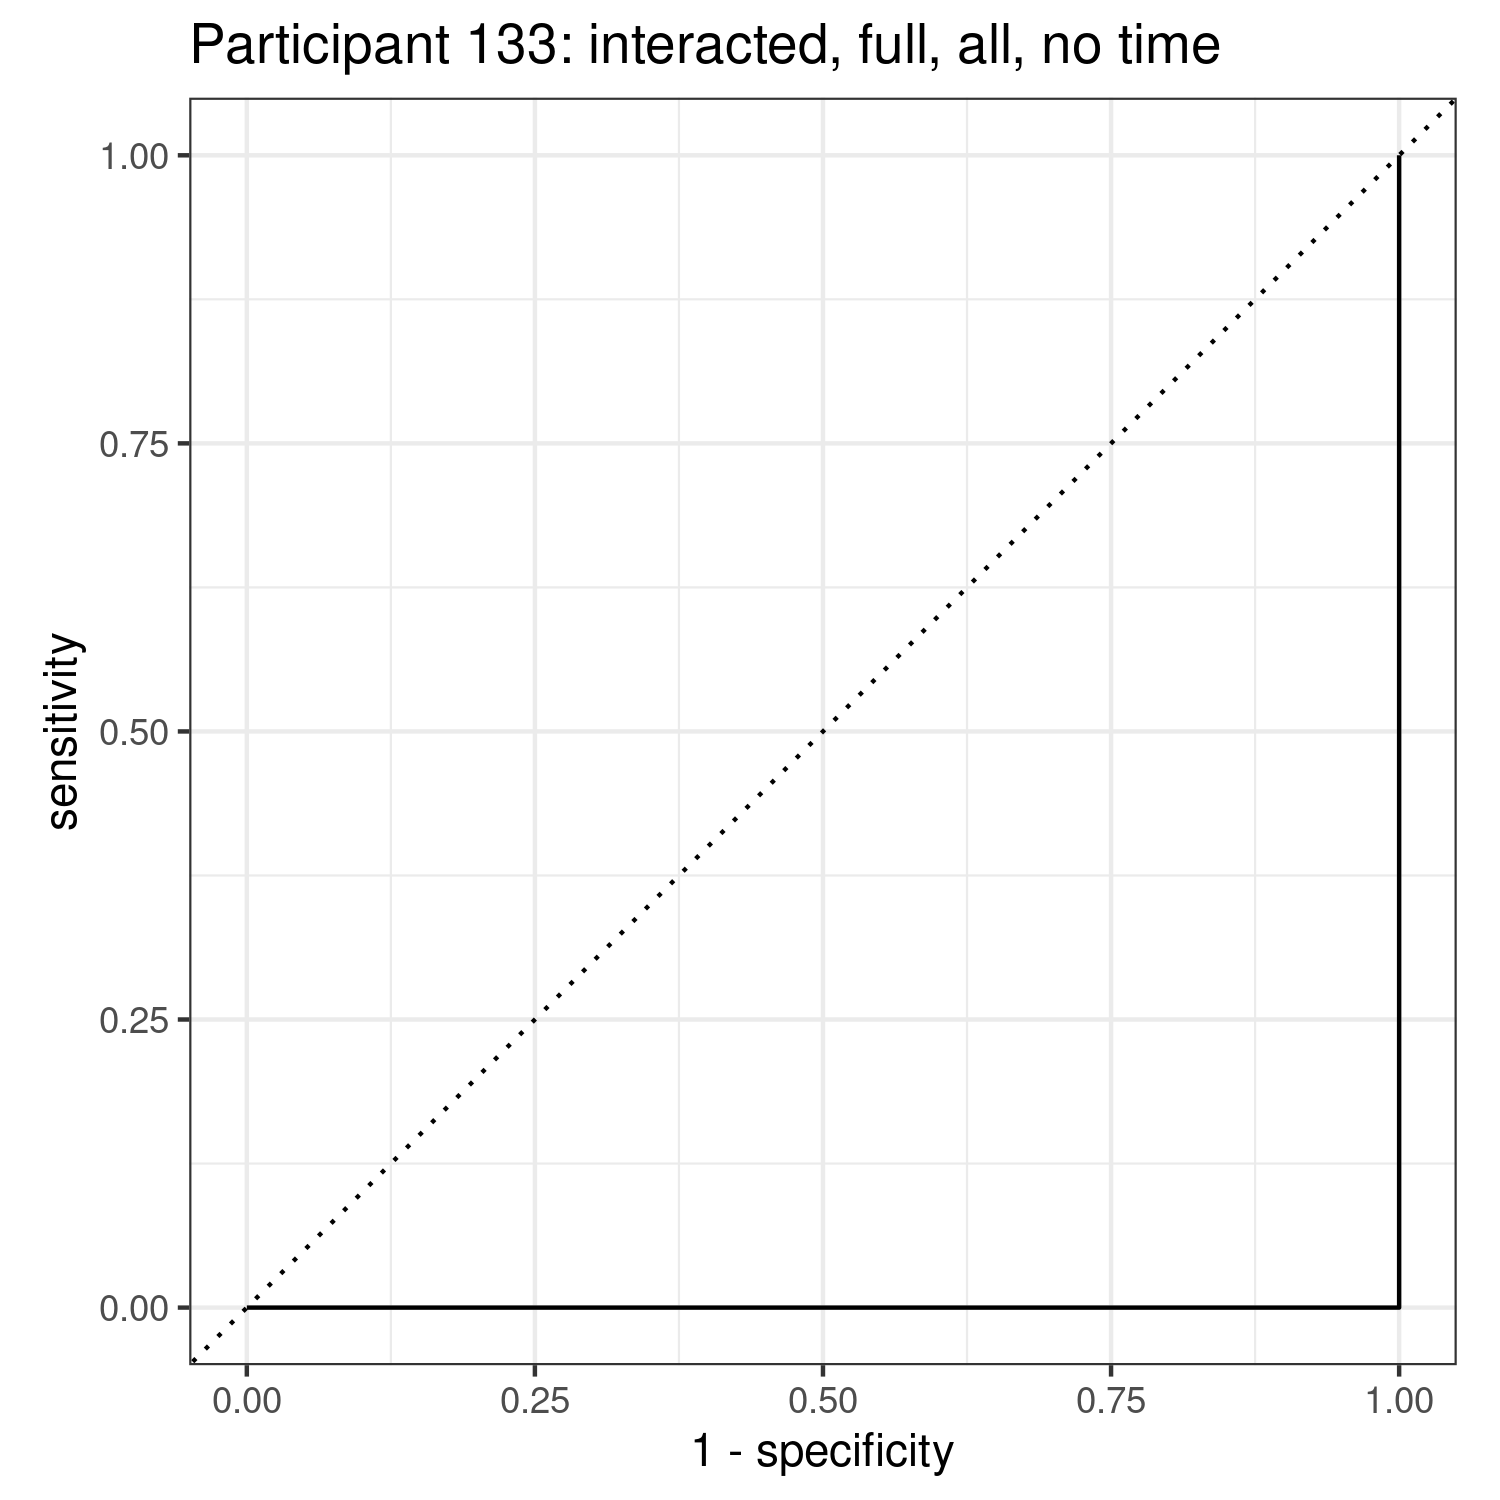 Participant 133: interacted, full, all, no time
sensitivity
1.00
0.75
0.50
0.25
0.00
0.00 0.25 0.50 0.75 1.00
1 - specificity